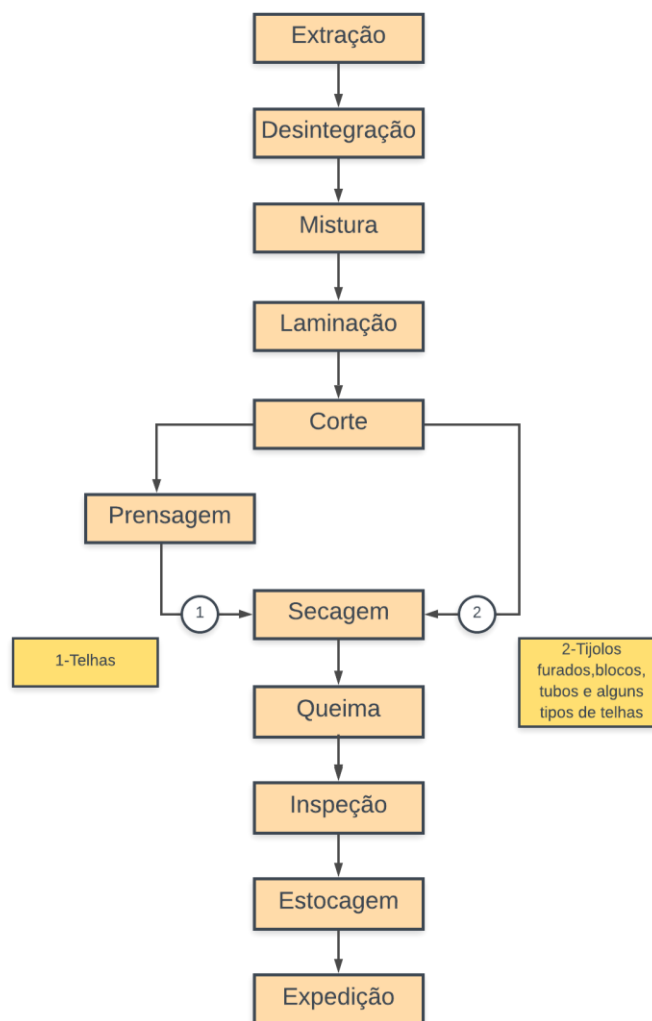 Extração
Desintegração
Mistura
Laminação
Corte
Prensagem
1
Secagem
2
1-Telhas
2-Tijolos
furados,blocos,
tubos e alguns
tipos de telhas
Queima
Inspeção
Estocagem
Expedição